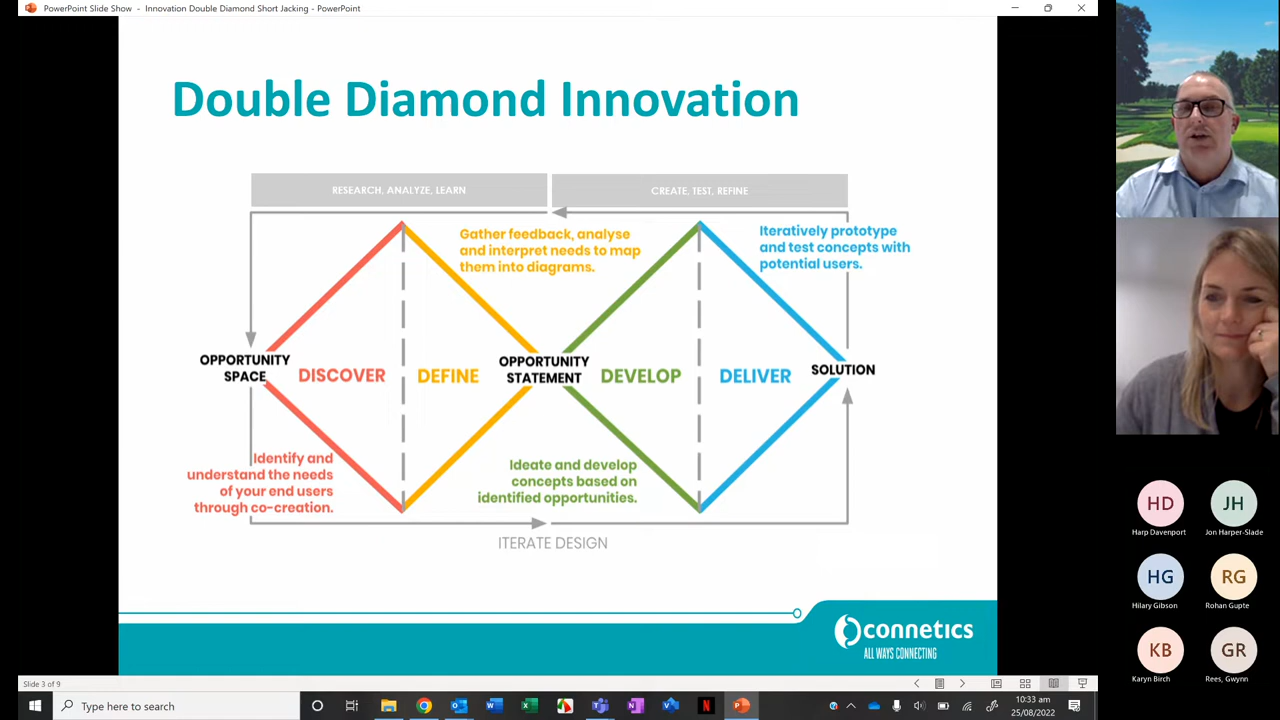 PowerPoint Slide Show - Innovation Double Diamond Short Jacking - PowerPoint
Double Diamond Innovation
RESEARCH, ANALYZE, LEARN
CREATE, TEST, REFINE
Gather feedback, analyse
and interpret needs to map
them into diagrams.
Iteratively prototype
and test concepts with
potential users.
OPPORTUNITY
SPACE
DISCOVER
DEFINE
OPPORTUNITY
STATEMENT
DEVELOP
DELIVER
SOLUTION
Identify and
understand the needs
of your end users
through co-creation.
Ideate and develop
concepts based on
identified opportunities.
ITERATE DESIGN
connetics
ALL WAYS CONNECTING
HD
Harp Davenport
JH
Jon Harper-Slade
HG
Hilary Gibson
RG
Rohan Gupte
KB
Karyn Birch
GR
Rees, Gwynn
Slide 3 of 9
Type here to search
10:33 am
25/08/2022